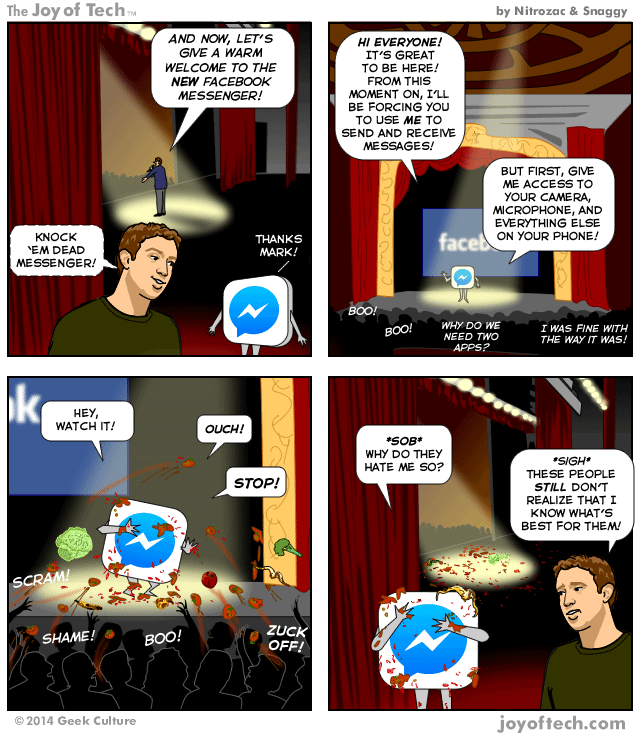 The Joy of Tech™
by Nitrozac & Snaggy
AND NOW, LET'S
GIVE A WARM
WELCOME TO THE
NEW FACEBOOK
MESSENGER!
KNOCK
'EM DEAD
MESSENGER!
THANKS
MARK!
HI EVERYONE!
IT'S GREAT
TO BE HERE!
FROM THIS
MOMENT ON, I'LL
BE FORCING YOU
TO USE ME TO
SEND AND RECEIVE
MESSAGES!
BUT FIRST, GIVE
ME ACCESS TO
YOUR CAMERA,
MICROPHONE, AND
EVERYTHING ELSE
ON YOUR PHONE!
faceb
BOO!
BOO!
WHY DO WE
NEED TWO
APPS?
I WAS FINE WITH
THE WAY IT WAS!
k
HEY,
WATCH IT!
OUCH!
STOP!
SCRAM!
SHAME!
BOO!
ZUCK
OFF!
*SOB*
WHY DO THEY
HATE ME SO?
*SIGH*
THESE PEOPLE
STILL DON'T
REALIZE THAT I
KNOW WHAT'S
BEST FOR THEM!
© 2014 Geek Culture
joyoftech.com